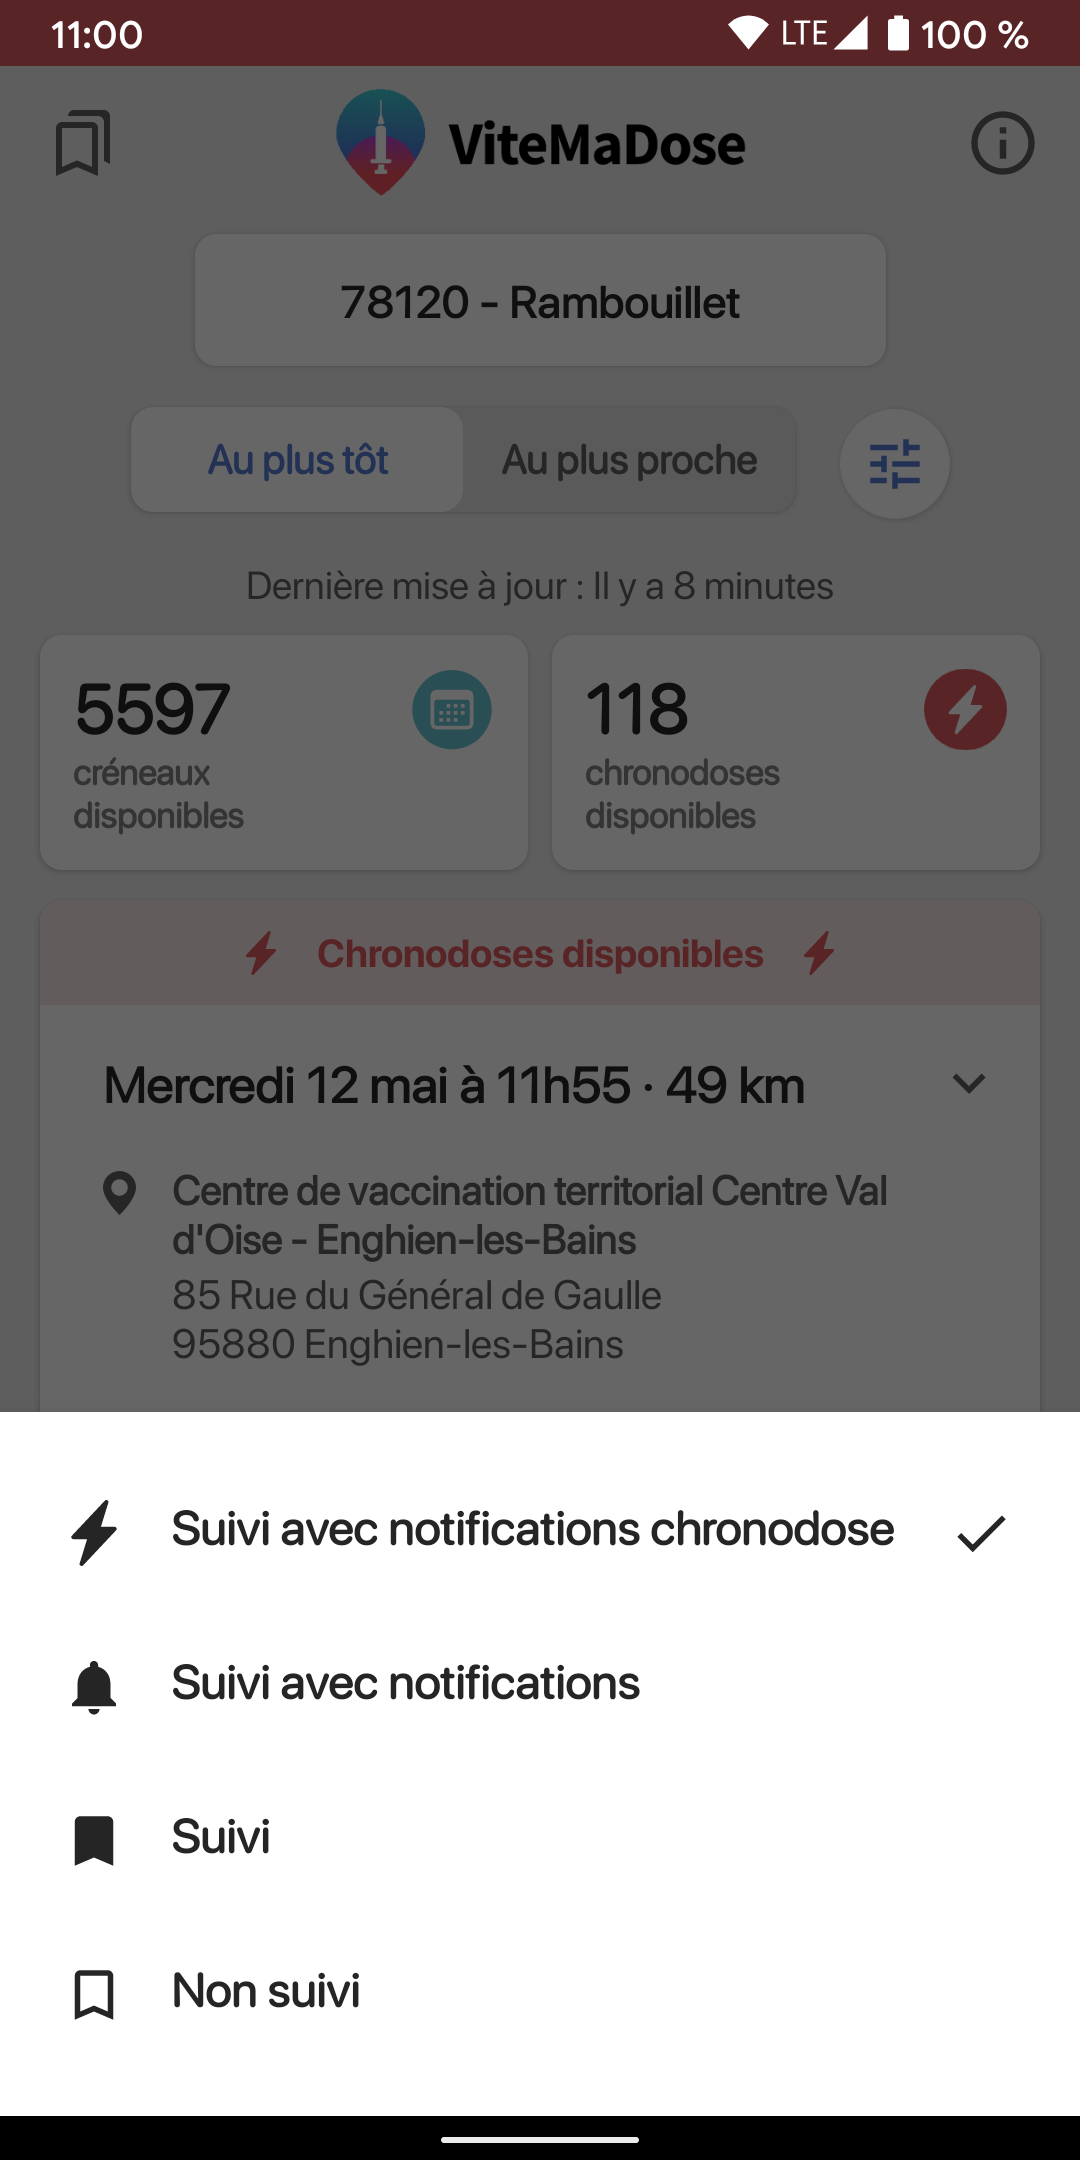 11:00
LTE
100 %
ViteMaDose
78120 - Rambouillet
Au plus tôt
Au plus proche
Dernière mise à jour : Il y a 8 minutes
5597
créneaux
disponibles
118
chronodoses
disponibles
Chronodoses disponibles
Mercredi 12 mai à 11h55 · 49 km
Centre de vaccination territorial Centre Val
d'Oise - Enghien-les-Bains
85 Rue du Général de Gaulle
95880 Enghien-les-Bains
Suivi avec notifications chronodose
Suivi avec notifications
Suivi
Non suivi